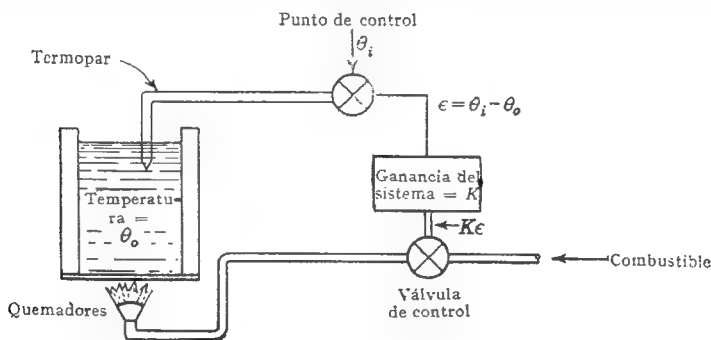 Punto de control
θi
Termopar
ϵ=θi−θo
Ganancia del
sistema = K
Temperatu-
ra =
θo
Kϵ
Combustible
Quemadores
Válvula
de control